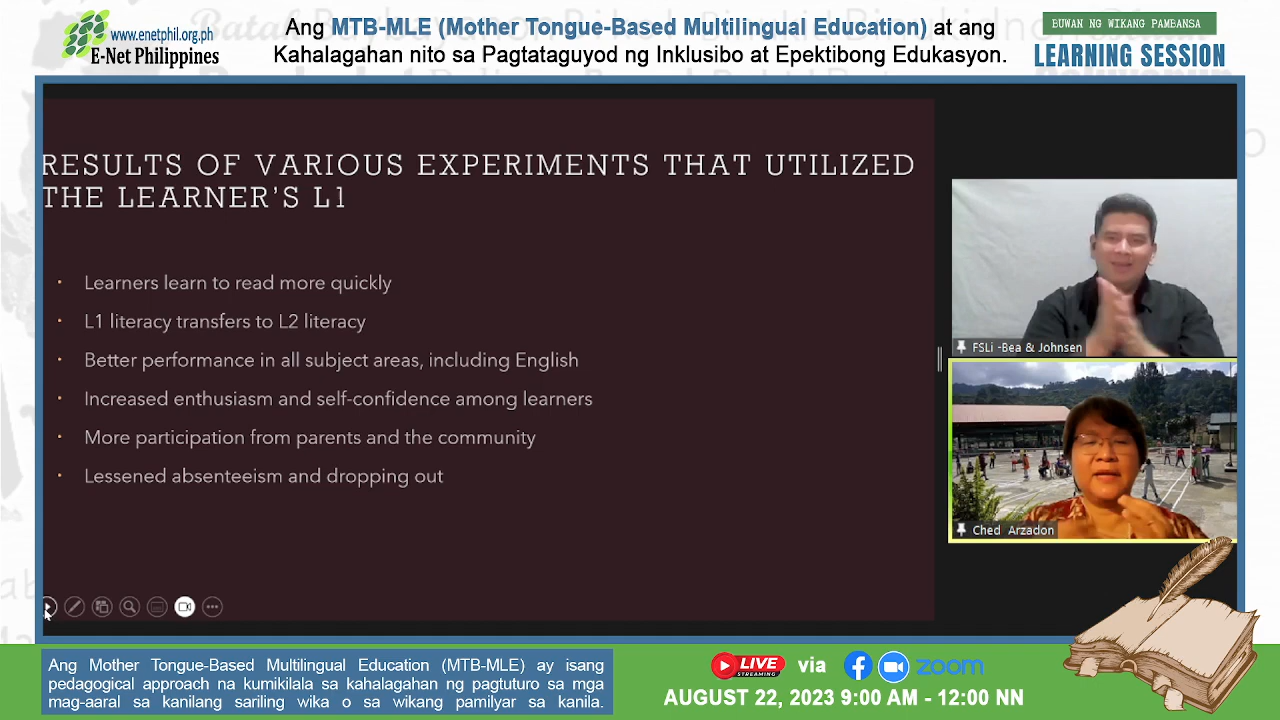 www.enetphil.org.ph
E-Net Philippines
Ang MTB-MLE (Mother Tongue-Based Multilingual Education) at ang
Kahalagahan nito sa Pagtataguyod ng Inklusibo at Epektibong Edukasyon.
BUWAN NG WIKANG PAMBANSA
LEARNING SESSION
RESULTS OF VARIOUS EXPERIMENTS THAT UTILIZED
THE LEARNER'S L1
· Learners learn to read more quickly
· L1 literacy transfers to L2 literacy
· Better performance in all subject areas, including English
· Increased enthusiasm and self-confidence among learners
· More participation from parents and the community
· Lessened absenteeism and dropping out
FSLi -Bea & Johnsen
Ched Arzadon
Ang Mother Tongue-Based Multilingual Education (MTB-MLE) ay isang
pedagogical approach na kumikilala sa kahalagahan ng pagtuturo sa mga
mag-aaral sa kanilang sariling wika o sa wikang pamilyar sa kanila.
LIVE
STREAMING
via
zoom
AUGUST 22, 2023 9:00 AM - 12:00 NN